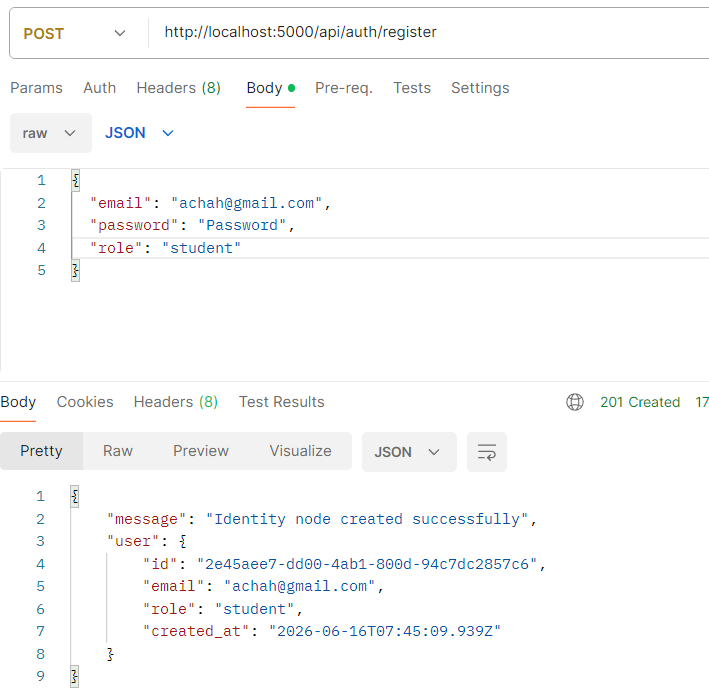 POST http://localhost:5000/api/auth/register
Params Auth Headers (8) Body Pre-req. Tests Settings
raw JSON
1 {
2 "email": "achah@gmail.com",
3 "password": "Password",
4 "role": "student"
5 }
Body Cookies Headers (8) Test Results 201 Created 17
Pretty Raw Preview Visualize JSON
1 {
2 "message": "Identity node created successfully",
3 "user": {
4 "id": "2e45aee7-dd00-4ab1-800d-94c7dc2857c6",
5 "email": "achah@gmail.com",
6 "role": "student",
7 "created_at": "2026-06-16T07:45:09.939Z"
8 }
9 }